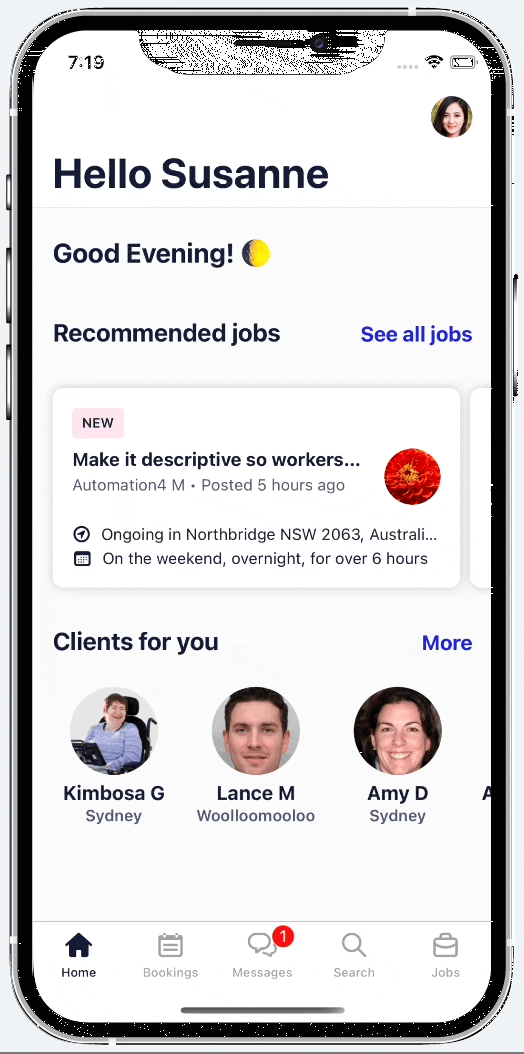 7:19
Hello Susanne
Good Evening!
Recommended jobs
See all jobs
NEW
Make it descriptive so workers...
Automation4 M • Posted 5 hours ago
Ongoing in Northbridge NSW 2063, Australi...
On the weekend, overnight, for over 6 hours
Clients for you
More
Kimbosa G
Lance M
Amy D
A
Sydney
Woolloomooloo
Sydney
1
Home
Bookings
Messages
Search
Jobs